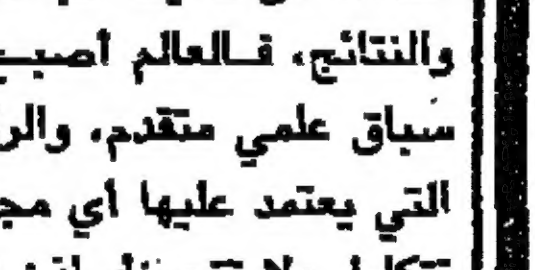 والنتائج، فالعالم أصبح
سباق علمي متقدم، والر
التي يعتمد عليها أي مج